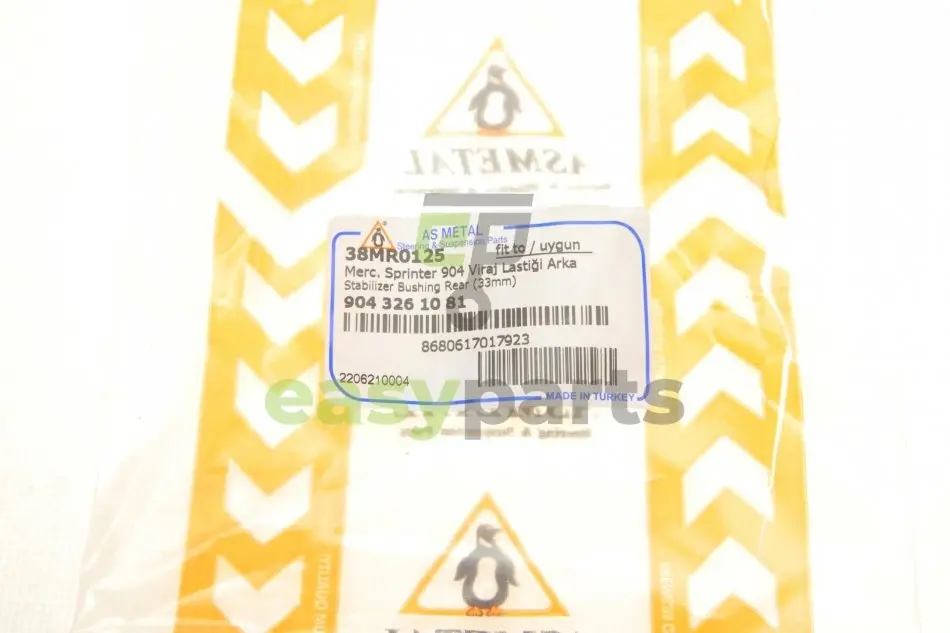 ASMETAL
AS METAL
Steering & Suspension Parts
38MR0125
fit to / uygun
Merc. Sprinter 904 Viraj Lastiği Arka
Stabilizer Bushing Rear (33mm)
904 326 10 81
8680617017923
2206210004
MADE IN TURKEY
easyparts
ASMETAL